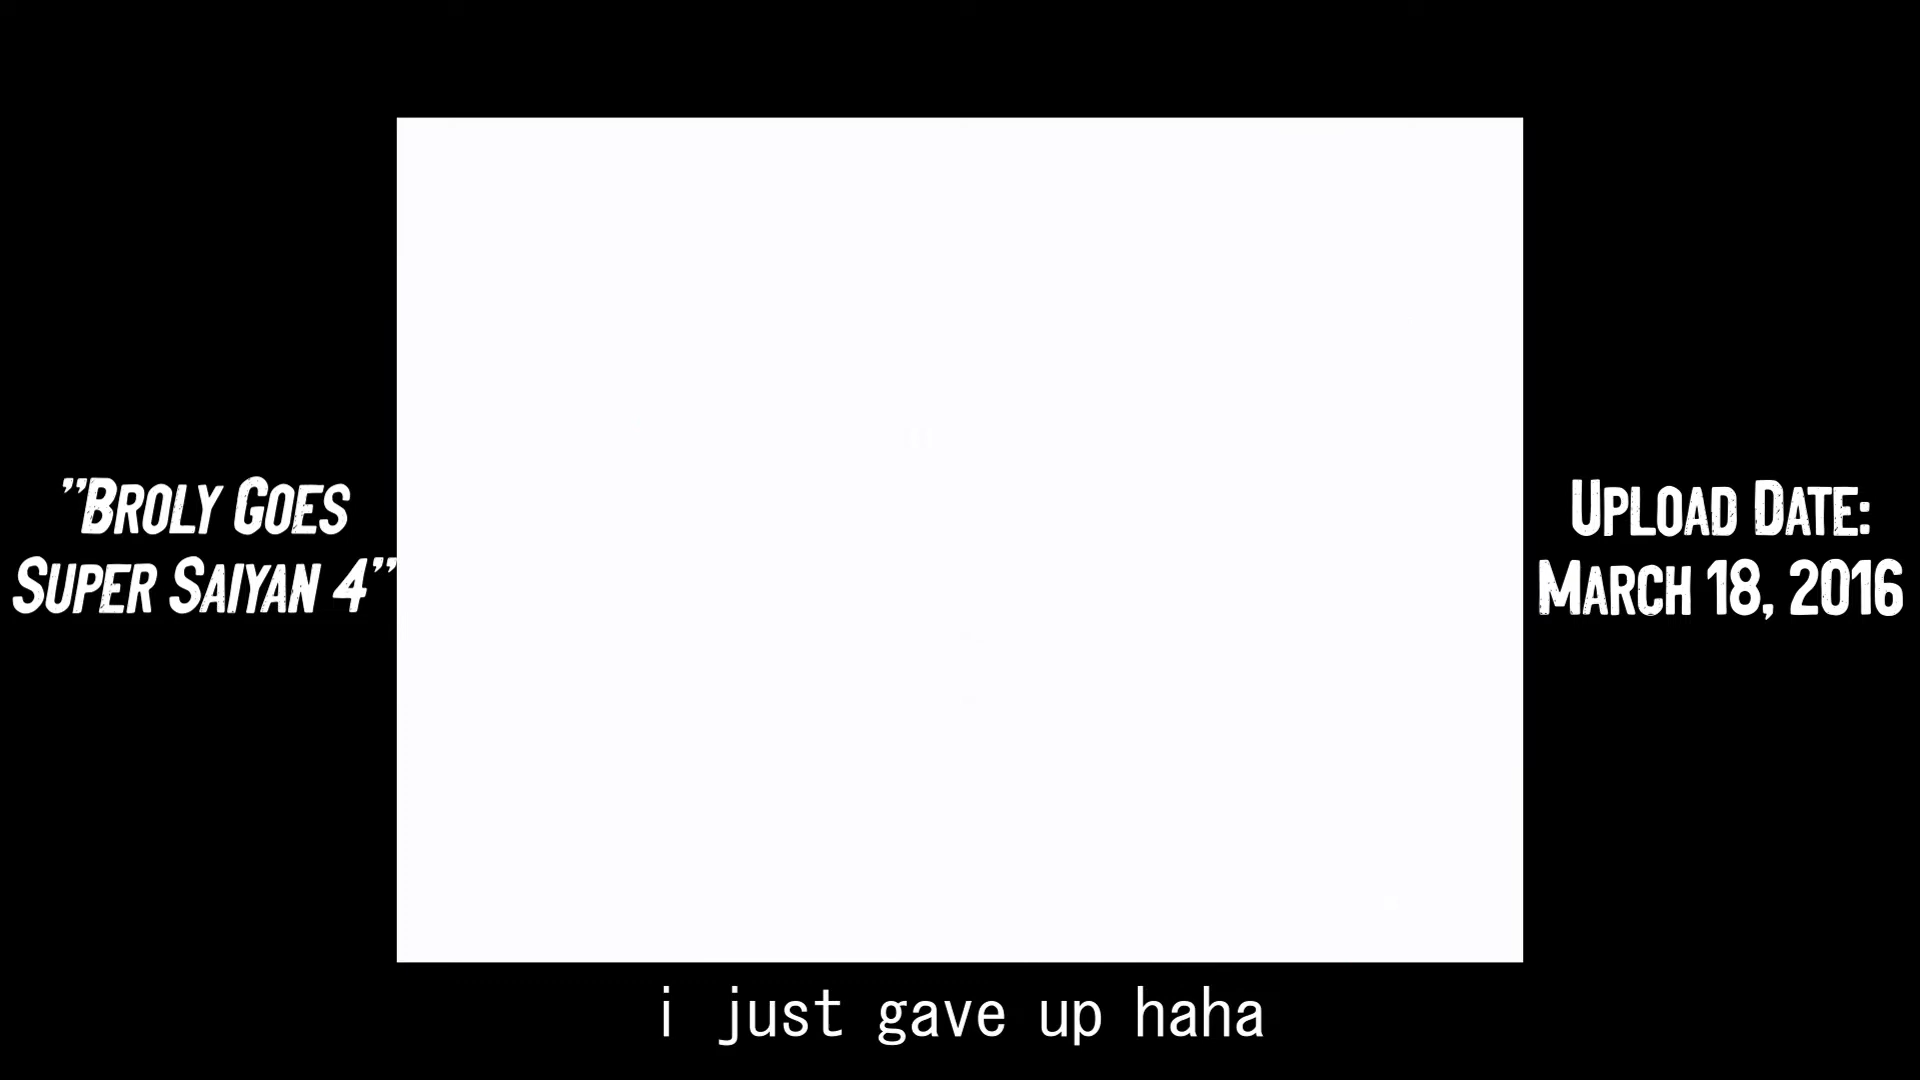 "Broly Goes
Super Saiyan 4"
Upload Date:
March 18, 2016
i just gave up haha